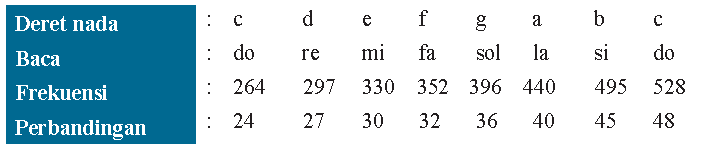 Deret nada : c d e f g a b c
Baca : do re mi fa sol la si do
Frekuensi : 264 297 330 352 396 440 495 528
Perbandingan : 24 27 30 32 36 40 45 48